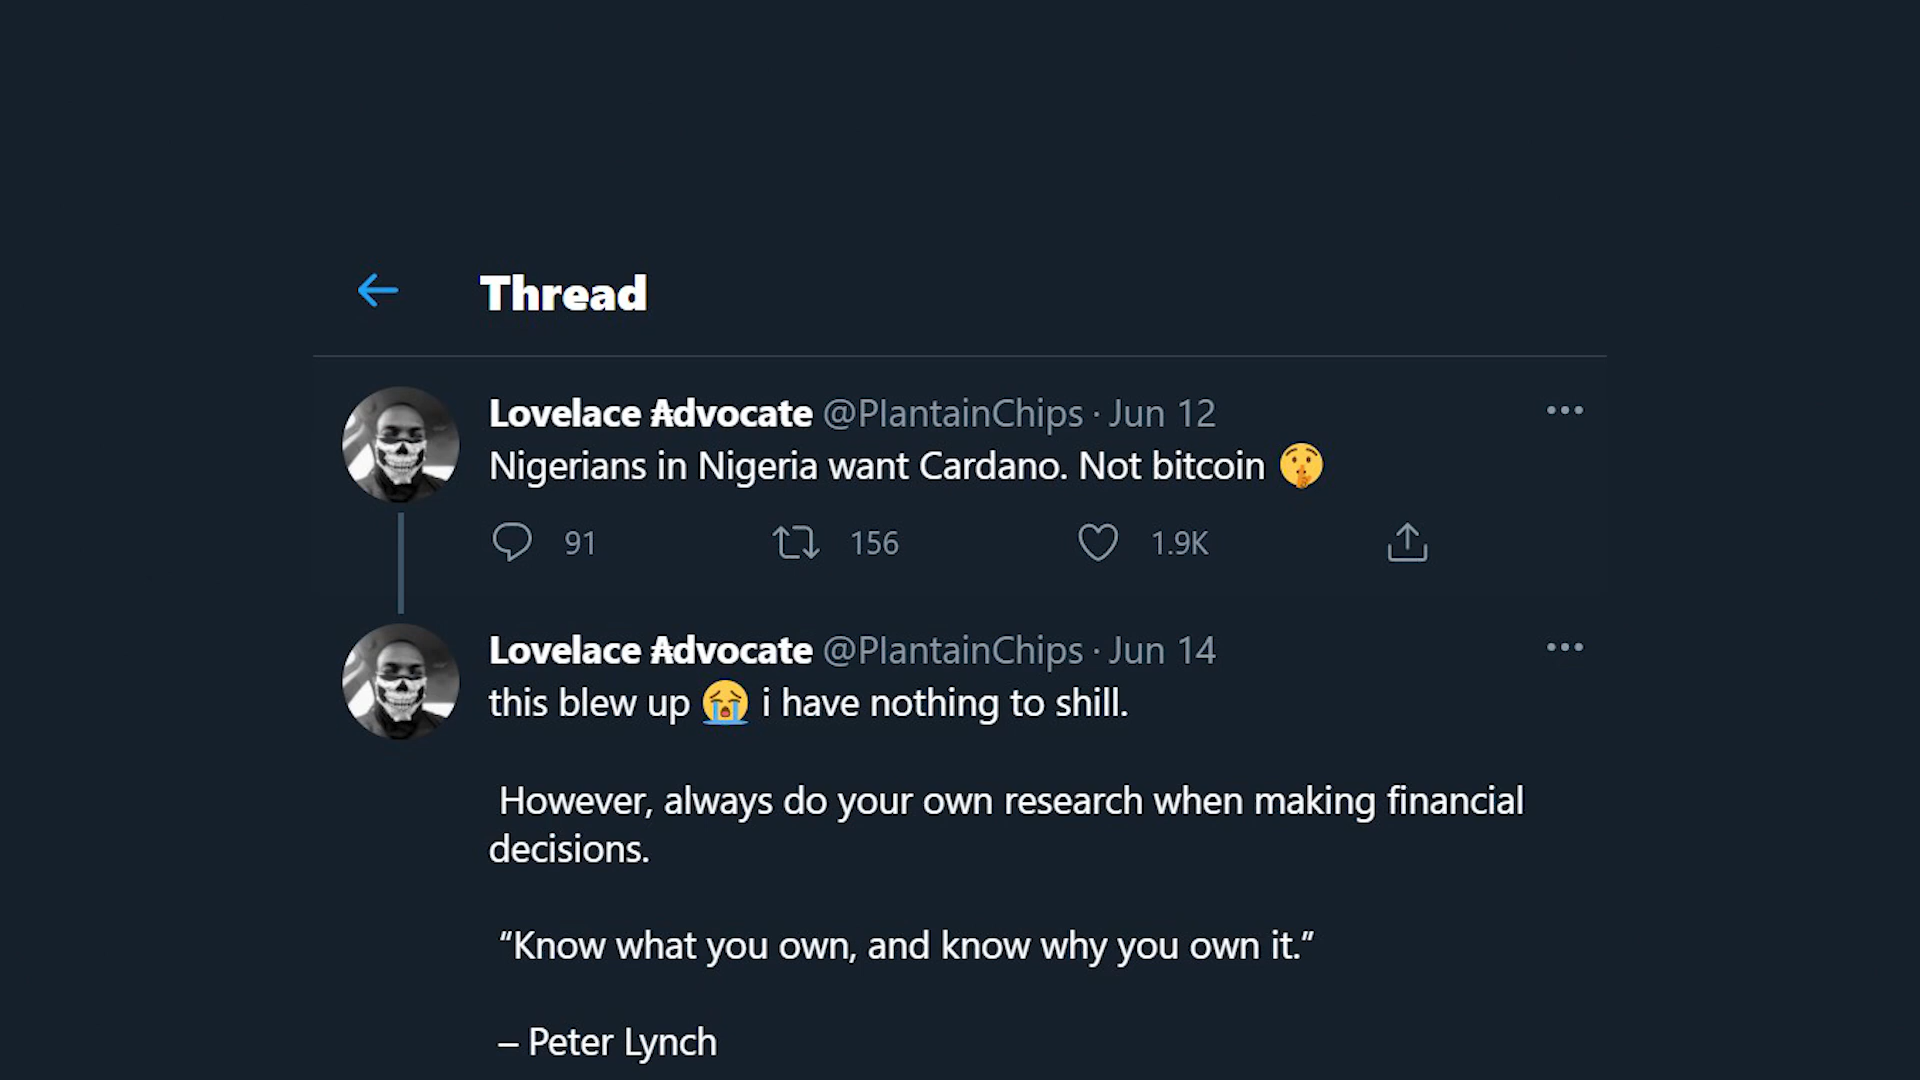 Thread
Lovelace ₳dvocate @PlantainChips · Jun 12
Nigerians in Nigeria want Cardano. Not bitcoin 🤫
91 156 1.9K
Lovelace ₳dvocate @PlantainChips · Jun 14
this blew up 😭 i have nothing to shill.
However, always do your own research when making financial
decisions.
“Know what you own, and know why you own it.”
– Peter Lynch